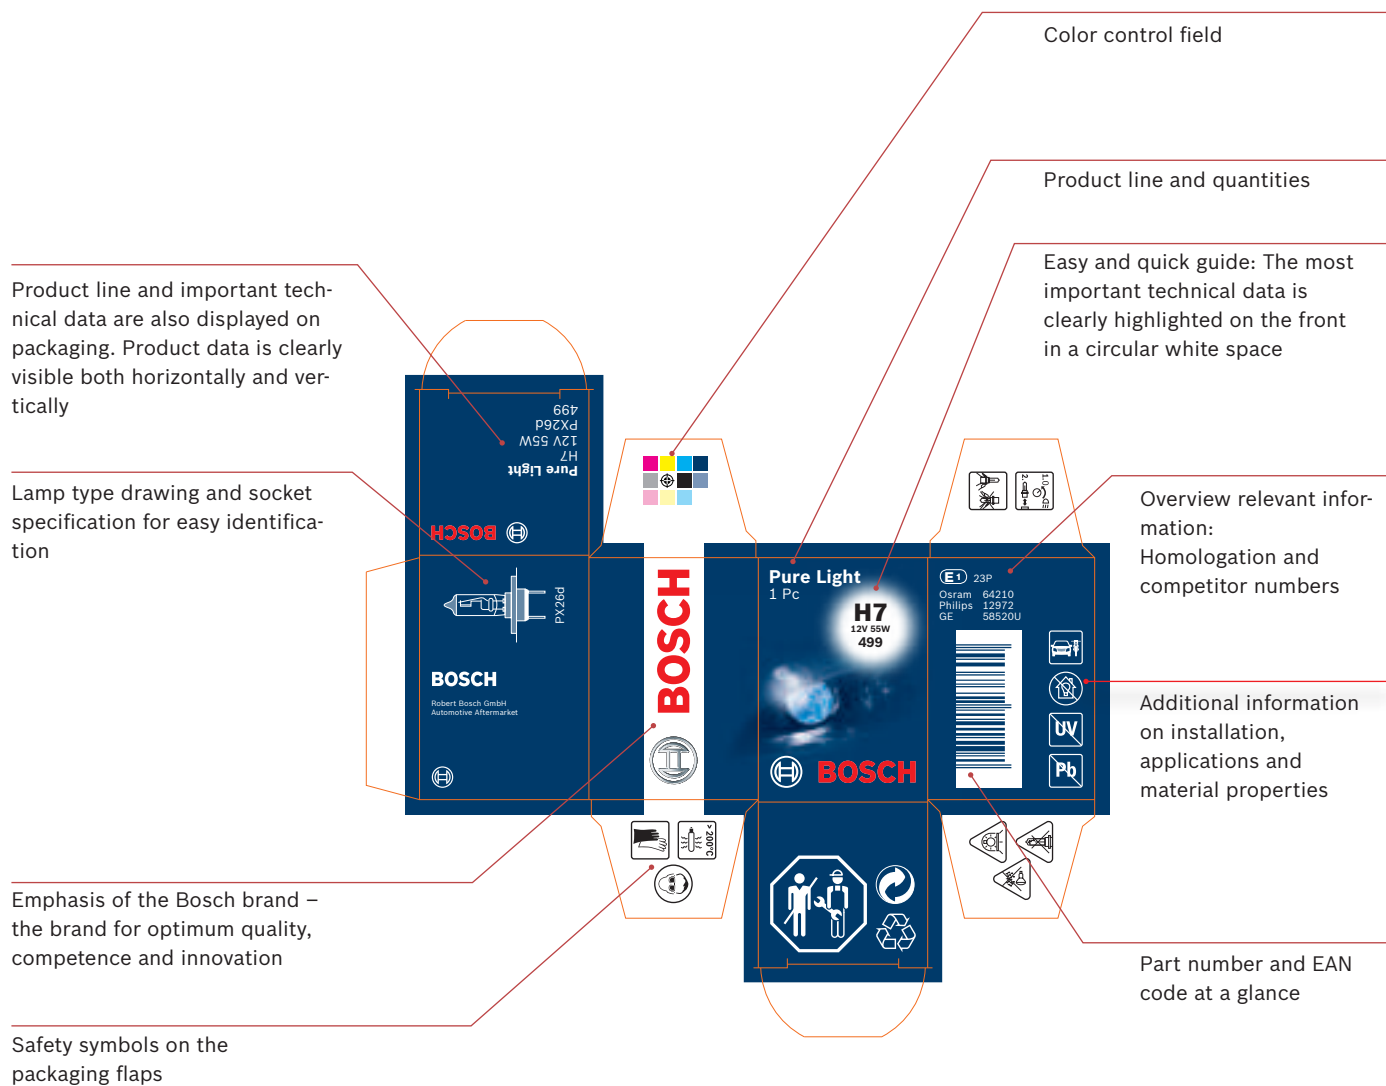 Color control field
Product line and quantities
Easy and quick guide: The most
important technical data is
clearly highlighted on the front
in a circular white space
Product line and important tech-
nical data are also displayed on
packaging. Product data is clearly
visible both horizontally and ver-
tically
Lamp type drawing and socket
specification for easy identifica-
tion
Emphasis of the Bosch brand –
the brand for optimum quality,
competence and innovation
Safety symbols on the
packaging flaps
BOSCH
Pure Light
H7
12V 55W
PX26d
499
PX26d
BOSCH
Robert Bosch GmbH
Automotive Aftermarket
BOSCH
> 200°C
Pure Light
1 Pc
H7
12V 55W
499
BOSCH
1.
2.
GE
E1 23P
Osram 64210
Philips 12972
GE 58520U
UV
Pb
Overview relevant infor-
mation:
Homologation and
competitor numbers
Additional information
on installation,
applications and
material properties
Part number and EAN
code at a glance